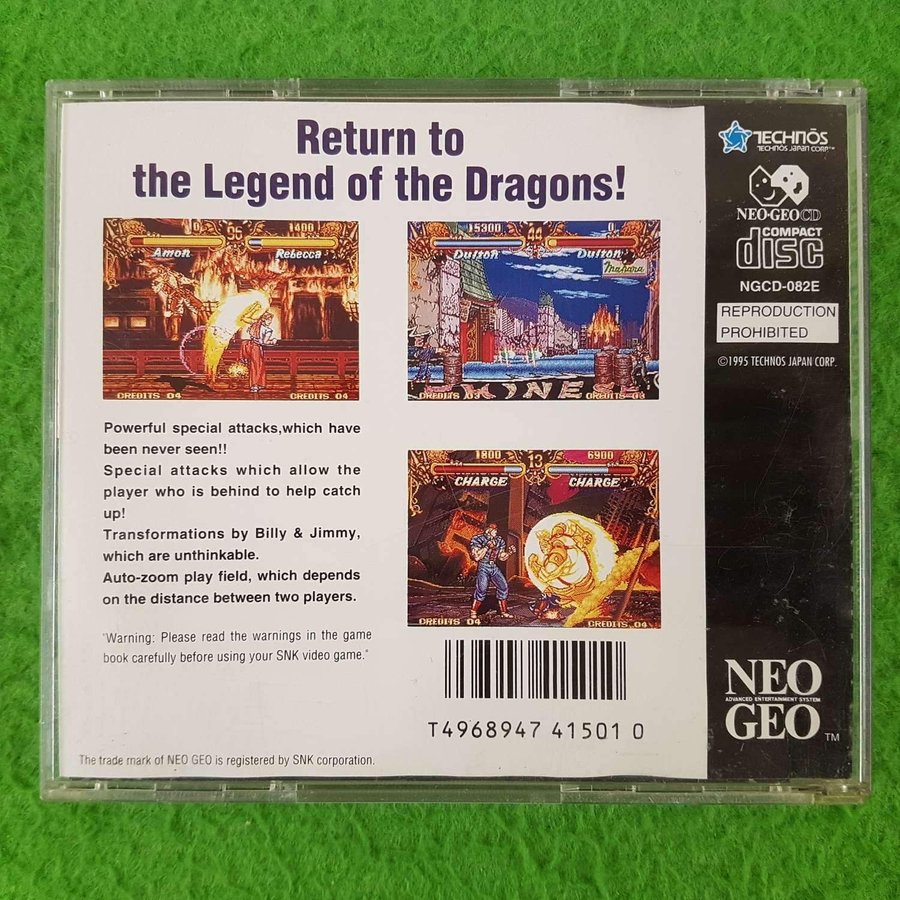 Return to
the Legend of the Dragons!
1400
96
Amon
Rebecca
CREDITS 04
CREDITS 04
15300
44
0
Dulton
Dulton
CREDITS 03
CREDITS 03
Powerful special attacks,which have
been never seen!!
Special attacks which allow the
player who is behind to help catch
up!
Transformations by Billy & Jimmy,
which are unthinkable.
Auto-zoom play field, which depends
on the distance between two players.
"Warning: Please read the warnings in the game
book carefully before using your SNK video game."
1800
13
6900
CHARGE
CHARGE
CREDITS 04
CREDITS 04
T4968947 41501 0
The trade mark of NEO GEO is registered by SNK corporation.
TECHNŌS
TECHNOS JAPAN CORP.™
NEO·GEO CD
COMPACT
disc
NGCD-082E
REPRODUCTION
PROHIBITED
©1995 TECHNOS JAPAN CORP.
NEO
ADVANCED ENTERTAINMENT SYSTEM
GEO
TM